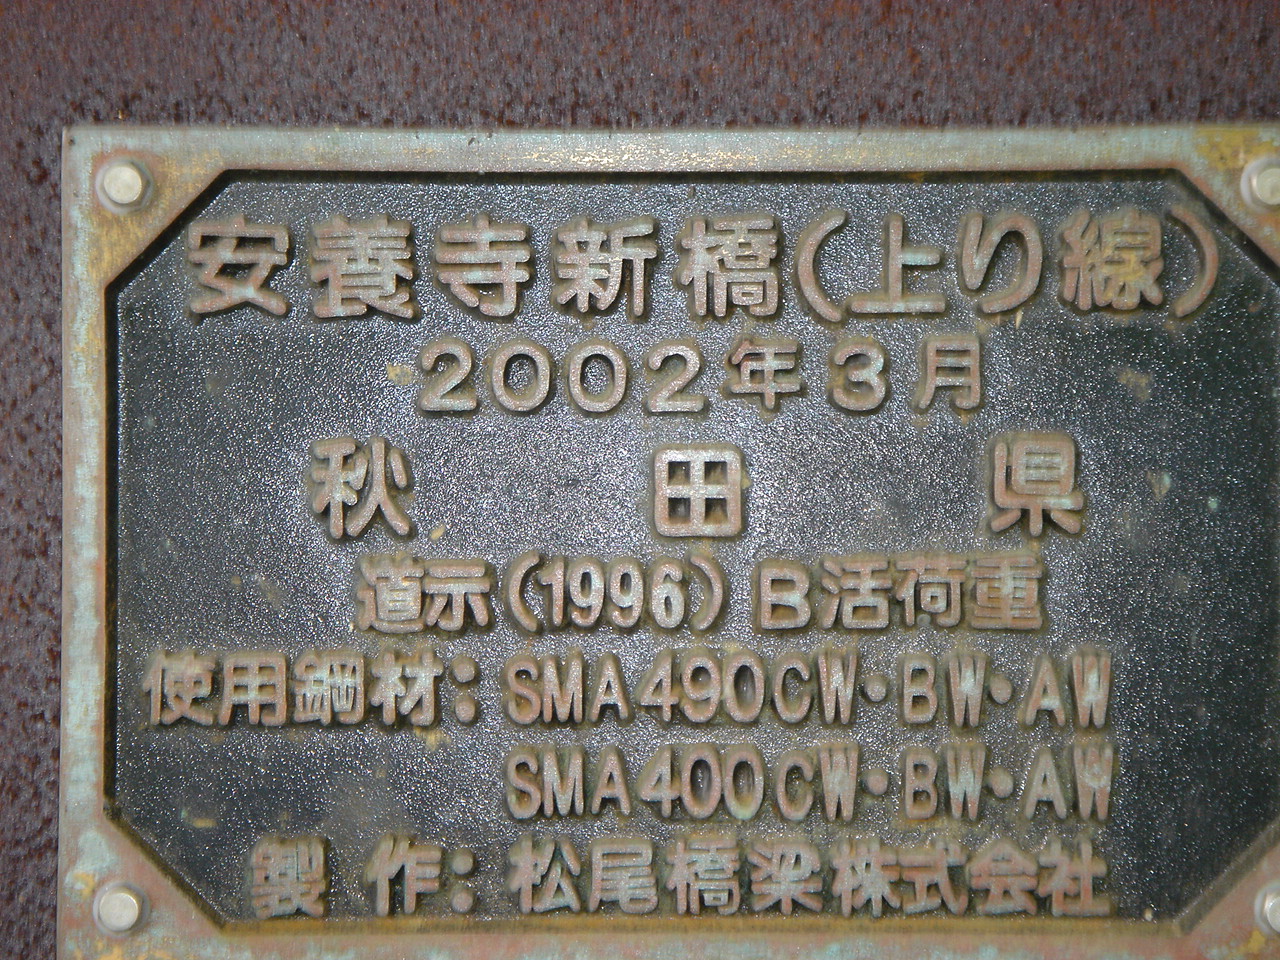 安養寺新橋(上り線)
2002年3月
秋田県
道示(1996)B活荷重
使用鋼材:SMA490CW・BW・AW
SMA400CW・BW・AW
製作:松尾橋梁株式会社